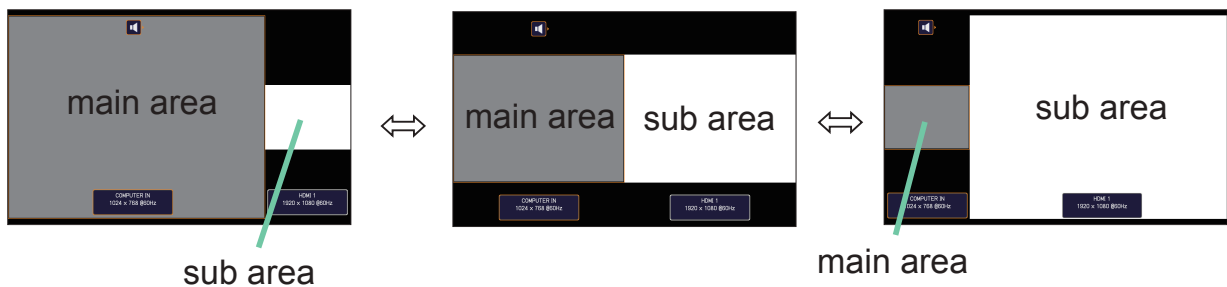 main area
COMPUTER IN
1024 x 768 @60Hz
HDMI 1
1920 x 1080 @60Hz
sub area
main area
sub area
COMPUTER IN
1024 x 768 @60Hz
HDMI 1
1920 x 1080 @60Hz
sub area
COMPUTER IN
1024 x 768 @60Hz
HDMI 1
1920 x 1080 @60Hz
main area